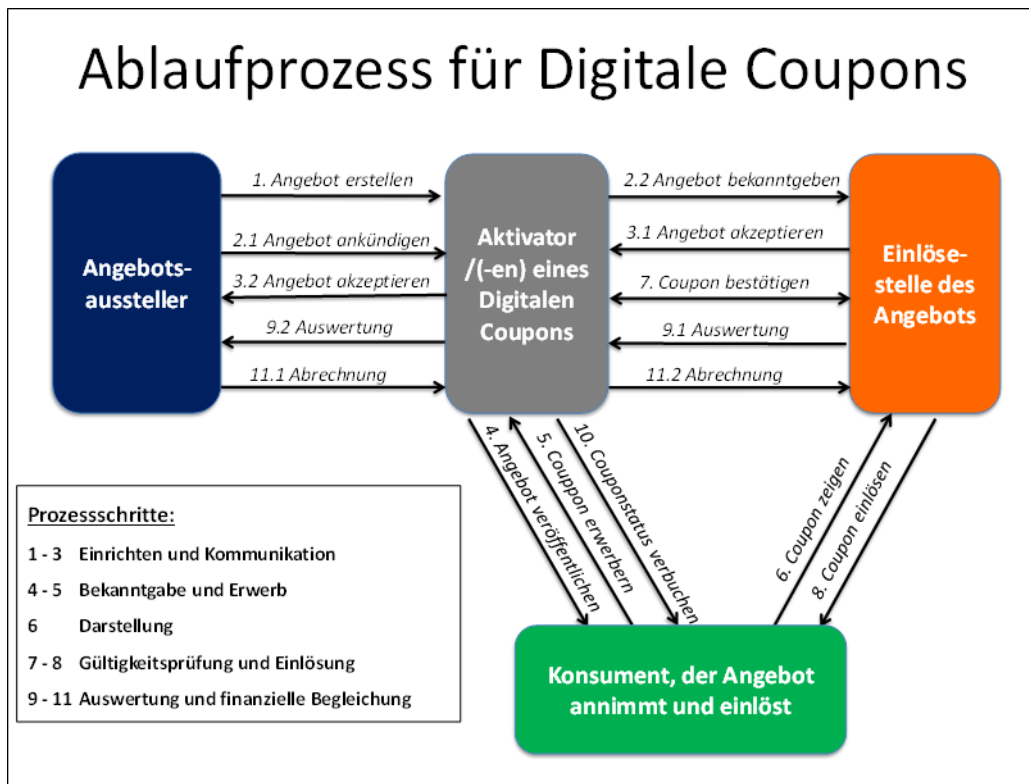 Ablaufprozess für Digitale Coupons
Angebots-
aussteller
1. Angebot erstellen
2.1 Angebot ankündigen
3.2 Angebot akzeptieren
9.2 Auswertung
11.1 Abrechnung
Aktivator
/(-en) eines
Digitalen
Coupons
2.2 Angebot bekanntgeben
3.1 Angebot akzeptieren
7. Coupon bestätigen
9.1 Auswertung
11.2 Abrechnung
Einlöse-
stelle des
Angebots
4. Angebot veröffentlichen
5. Couppon erwerbern
10. Couponstatus verbuchen
6. Coupon zeigen
8. Coupon einlösen
Prozessschritte:
1 - 3 Einrichten und Kommunikation
4 - 5 Bekanntgabe und Erwerb
6 Darstellung
7 - 8 Gültigkeitsprüfung und Einlösung
9 - 11 Auswertung und finanzielle Begleichung
Konsument, der Angebot
annimmt und einlöst